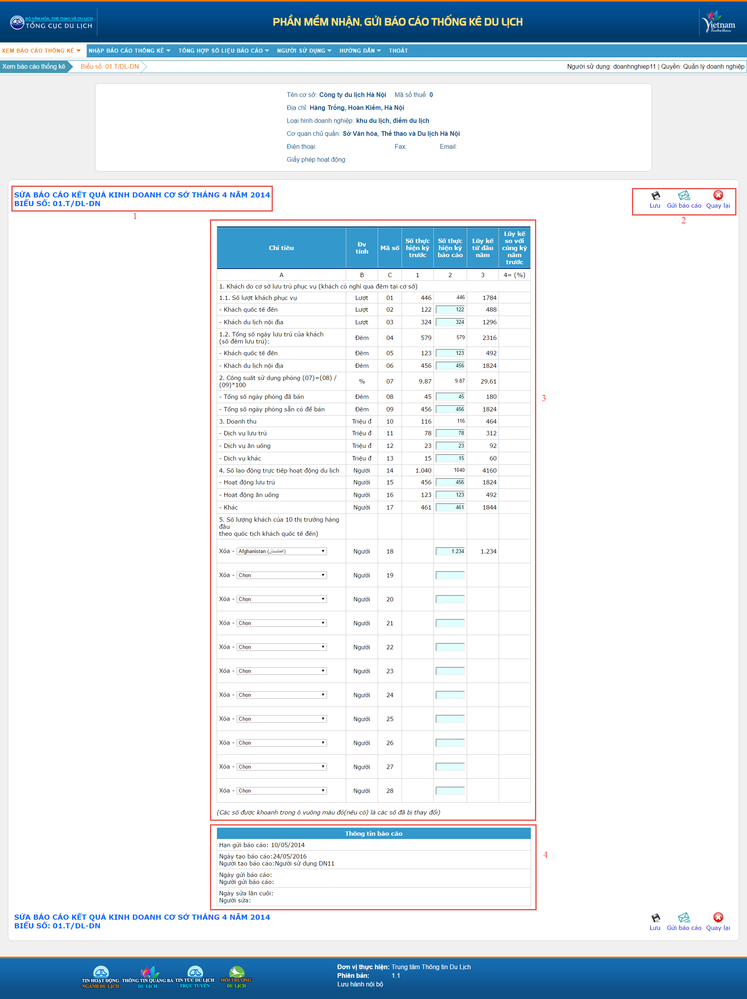 BỘ VĂN HÓA, THỂ THAO VÀ DU LỊCH
TỔNG CỤC DU LỊCH
PHẦN MỀM NHẬN, GỬI BÁO CÁO THỐNG KÊ DU LỊCH
Vietnam
Timeless Charm
XEM BÁO CÁO THỐNG KÊ NHẬP BÁO CÁO THỐNG KÊ TỔNG HỢP SỐ LIỆU BÁO CÁO NGƯỜI SỬ DỤNG HƯỚNG DẪN THOÁT
Xem báo cáo thống kê Biểu số: 01.T/DL-DN Người sử dụng: doanhnghiep11 | Quyền: Quản lý doanh nghiệp
Tên cơ sở: Công ty du lịch Hà Nội Mã số thuế: 0
Địa chỉ: Hàng Trống, Hoàn Kiếm, Hà Nội
Loại hình doanh nghiệp: khu du lịch, điểm du lịch
Cơ quan chủ quản: Sở Văn hóa, Thể thao và Du lịch Hà Nội
Điện thoại: Fax: Email:
Giấy phép hoạt động:
SỬA BÁO CÁO KẾT QUẢ KINH DOANH CƠ SỞ THÁNG 4 NĂM 2014
BIỂU SỐ: 01.T/DL-DN
1
Lưu Gửi báo cáo Quay lại
2
Chỉ tiêu Đv tính Mã số Số thực hiện kỳ trước Số thực hiện kỳ báo cáo Lũy kế từ đầu năm Lũy kế so với cùng kỳ năm trước
A B C 1 2 3 4= (%)
1. Khách do cơ sở lưu trú phục vụ (khách có nghỉ qua đêm tại cơ sở)
1.1. Số lượt khách phục vụ Lượt 01 446 446 1784
- Khách quốc tế đến Lượt 02 122 122 488
- Khách du lịch nội địa Lượt 03 324 324 1296
1.2. Tổng số ngày lưu trú của khách
(số đêm lưu trú): Đêm 04 579 579 2316
- Khách quốc tế đến Đêm 05 123 123 492
- Khách du lịch nội địa Đêm 06 456 456 1824
2. Công suất sử dụng phòng (07)=(08) /
(09)*100 % 07 9.87 9.87 29.61
- Tổng số ngày phòng đã bán Đêm 08 45 45 180
- Tổng số ngày phòng sẵn có để bán Đêm 09 456 456 1824
3
3. Doanh thu Triệu đ 10 116 116 464
- Dịch vụ lưu trú Triệu đ 11 78 78 312
- Dịch vụ ăn uống Triệu đ 12 23 23 92
- Dịch vụ khác Triệu đ 13 15 15 60
4. Số lao động trực tiếp hoạt động du lịch Người 14 1.040 1040 4160
- Hoạt động lưu trú Người 15 456 456 1824
- Hoạt động ăn uống Người 16 123 123 492
- Khác Người 17 461 461 1844
5. Số lượng khách của 10 thị trường hàng
đầu
theo quốc tịch khách quốc tế đến)
Xóa - Afghanistan (افغانستان) Người 18 1.234 1.234
Xóa - Chọn Người 19
Xóa - Chọn Người 20
Xóa - Chọn Người 21
Xóa - Chọn Người 22
Xóa - Chọn Người 23
Xóa - Chọn Người 24
Xóa - Chọn Người 25
Xóa - Chọn Người 26
Xóa - Chọn Người 27
Xóa - Chọn Người 28
(Các số được khoanh trong ô vuông màu đỏ(nếu có) là các số đã bị thay đổi)
Thông tin báo cáo
Hạn gửi báo cáo: 10/05/2014
Ngày tạo báo cáo:24/05/2016
Người tạo báo cáo:Người sử dụng DN11
4
Ngày gửi báo cáo:
Người gửi báo cáo:
Ngày sửa lần cuối:
Người sửa:
SỬA BÁO CÁO KẾT QUẢ KINH DOANH CƠ SỞ THÁNG 4 NĂM 2014
BIỂU SỐ: 01.T/DL-DN
Lưu Gửi báo cáo Quay lại
TIN HOẠT ĐỘNG
NGÀNH DU LỊCH
THÔNG TIN QUẢNG BÁ
DU LỊCH
TIN TỨC DU LỊCH
TRỰC TUYẾN
MÔI TRƯỜNG
DU LỊCH
Đơn vị thực hiện: Trung tâm Thông tin Du Lịch
Phiên bản: 1.1
Lưu hành nội bộ